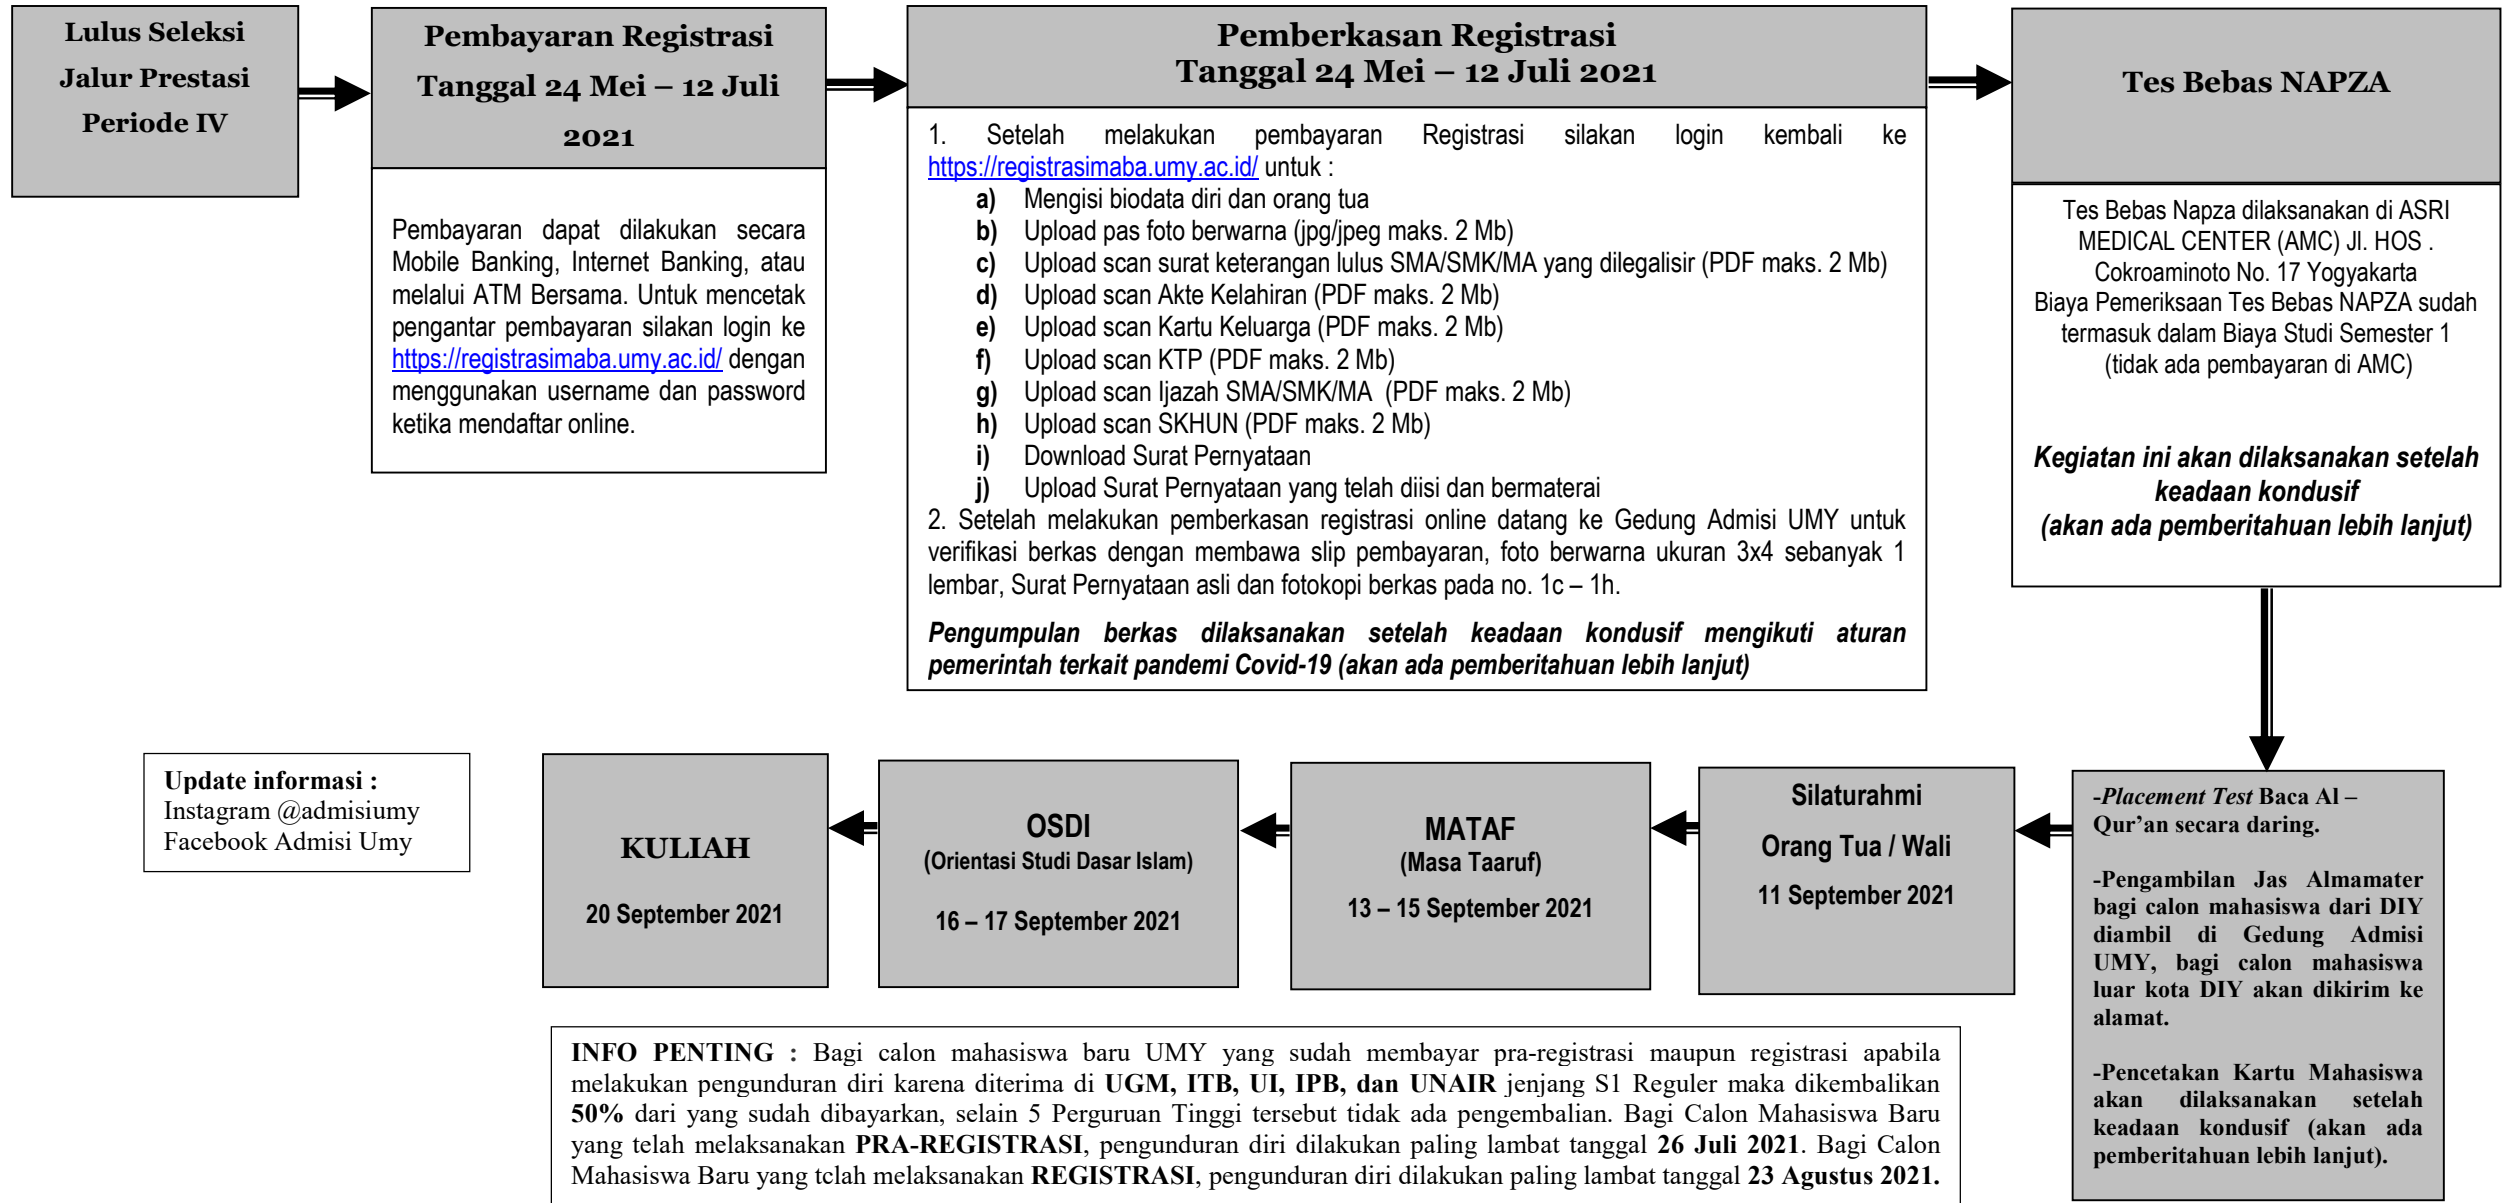 Lulus Seleksi
Jalur Prestasi
Periode IV
Pembayaran Registrasi
Tanggal 24 Mei – 12 Juli
2021
Pembayaran dapat dilakukan secara
Mobile Banking, Internet Banking, atau
melalui ATM Bersama. Untuk mencetak
pengantar pembayaran silakan login ke
https://registrasimaba.umy.ac.id/ dengan
menggunakan username dan password
ketika mendaftar online.
Pemberkasan Registrasi
Tanggal 24 Mei – 12 Juli 2021
1. Setelah melakukan pembayaran Registrasi silakan login kembali ke
https://registrasimaba.umy.ac.id/ untuk :
a) Mengisi biodata diri dan orang tua
b) Upload pas foto berwarna (jpg/jpeg maks. 2 Mb)
c) Upload scan surat keterangan lulus SMA/SMK/MA yang dilegalisir (PDF maks. 2 Mb)
d) Upload scan Akte Kelahiran (PDF maks. 2 Mb)
e) Upload scan Kartu Keluarga (PDF maks. 2 Mb)
f) Upload scan KTP (PDF maks. 2 Mb)
g) Upload scan Ijazah SMA/SMK/MA (PDF maks. 2 Mb)
h) Upload scan SKHUN (PDF maks. 2 Mb)
i) Download Surat Pernyataan
j) Upload Surat Pernyataan yang telah diisi dan bermaterai
2. Setelah melakukan pemberkasan registrasi online datang ke Gedung Admisi UMY untuk
verifikasi berkas dengan membawa slip pembayaran, foto berwarna ukuran 3x4 sebanyak 1
lembar, Surat Pernyataan asli dan fotokopi berkas pada no. 1c – 1h.
Pengumpulan berkas dilaksanakan setelah keadaan kondusif mengikuti aturan
pemerintah terkait pandemi Covid-19 (akan ada pemberitahuan lebih lanjut)
Tes Bebas NAPZA
Tes Bebas Napza dilaksanakan di ASRI
MEDICAL CENTER (AMC) Jl. HOS .
Cokroaminoto No. 17 Yogyakarta
Biaya Pemeriksaan Tes Bebas NAPZA sudah
termasuk dalam Biaya Studi Semester 1
(tidak ada pembayaran di AMC)
Kegiatan ini akan dilaksanakan setelah
keadaan kondusif
(akan ada pemberitahuan lebih lanjut)
-Placement Test Baca Al –
Qur’an secara daring.
-Pengambilan Jas Almamater
bagi calon mahasiswa dari DIY
diambil di Gedung Admisi
UMY, bagi calon mahasiswa
luar kota DIY akan dikirim ke
alamat.
-Pencetakan Kartu Mahasiswa
akan dilaksanakan setelah
keadaan kondusif (akan ada
pemberitahuan lebih lanjut).
Silaturahmi
Orang Tua / Wali
11 September 2021
MATAF
(Masa Taaruf)
13 – 15 September 2021
OSDI
(Orientasi Studi Dasar Islam)
16 – 17 September 2021
KULIAH
20 September 2021
Update informasi :
Instagram @admisiumy
Facebook Admisi Umy
INFO PENTING : Bagi calon mahasiswa baru UMY yang sudah membayar pra-registrasi maupun registrasi apabila
melakukan pengunduran diri karena diterima di UGM, ITB, UI, IPB, dan UNAIR jenjang S1 Reguler maka dikembalikan
50% dari yang sudah dibayarkan, selain 5 Perguruan Tinggi tersebut tidak ada pengembalian. Bagi Calon Mahasiswa Baru
yang telah melaksanakan PRA-REGISTRASI, pengunduran diri dilakukan paling lambat tanggal 26 Juli 2021. Bagi Calon
Mahasiswa Baru yang telah melaksanakan REGISTRASI, pengunduran diri dilakukan paling lambat tanggal 23 Agustus 2021.